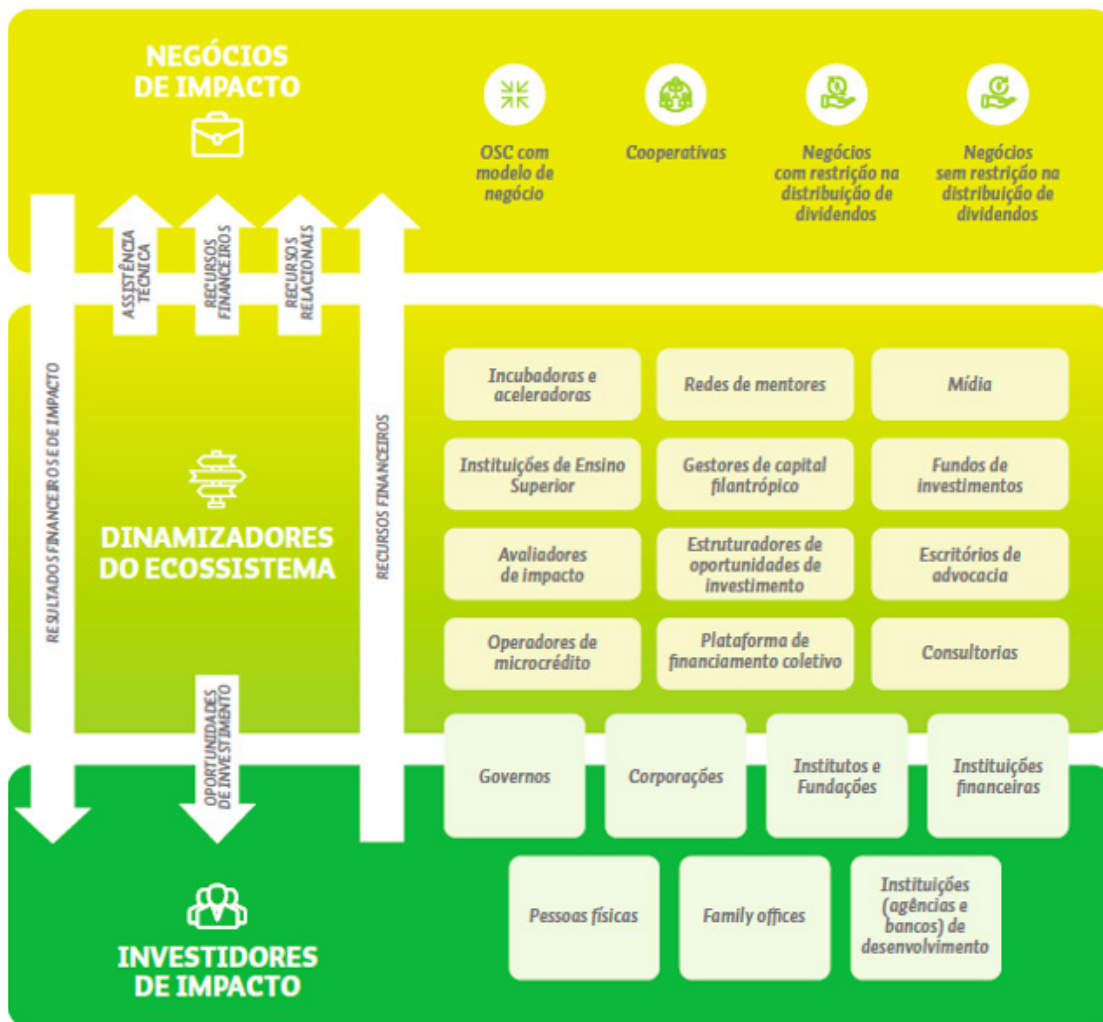 NEGÓCIOS
DE IMPACTO
OSC com
modelo de
negócio
Cooperativas
Negócios
com restrição na
distribuição de
dividendos
Negócios
sem restrição na
distribuição de
dividendos
ASSISTÊNCIA
TÉCNICA
RECURSOS
FINANCEIROS
RECURSOS
RELACIONAIS
RESULTADOS FINANCEIROS E DE IMPACTO
RECURSOS FINANCEIROS
DINAMIZADORES
DO ECOSSISTEMA
Incubadoras e
aceleradoras
Redes de mentores
Mídia
Instituições de Ensino
Superior
Gestores de capital
filantrópico
Fundos de
investimentos
Avaliadores
de impacto
Estruturadores de
oportunidades de
investimento
Escritórios de
advocacia
Operadores de
microcrédito
Plataforma de
financiamento coletivo
Consultorias
OPORTUNIDADES
DE INVESTIMENTO
Governos
Corporações
Institutos e
Fundações
Instituições
financeiras
Pessoas físicas
Family offices
Instituições
(agências e
bancos) de
desenvolvimento
INVESTIDORES
DE IMPACTO